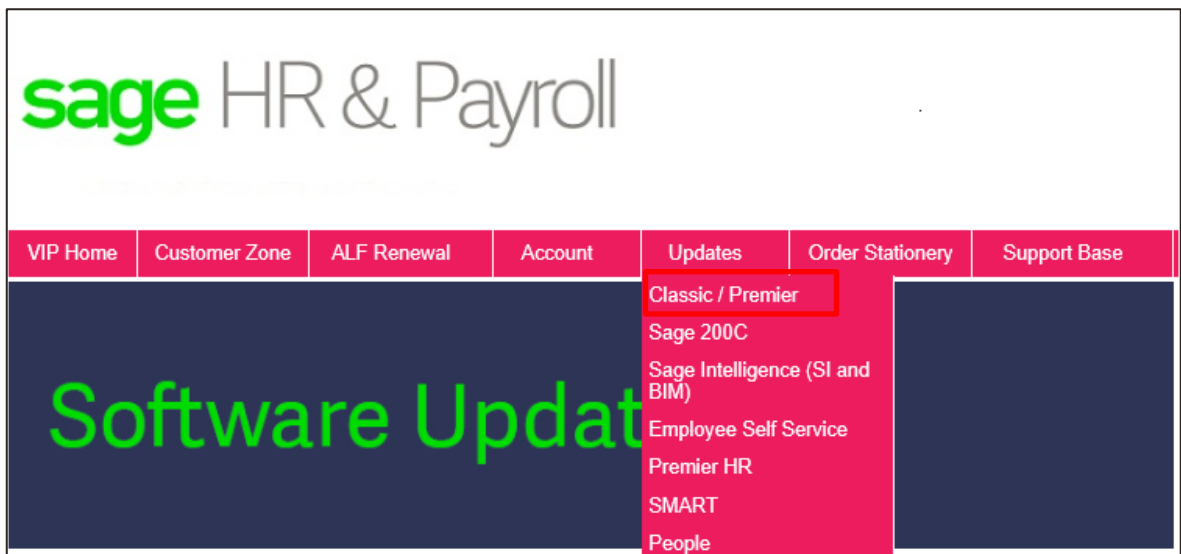 sage HR & Payroll
VIP Home Customer Zone ALF Renewal Account Updates Order Stationery Support Base
Classic / Premier
Sage 200C
Sage Intelligence (SI and
BIM)
Employee Self Service
Premier HR
SMART
People
Software Updat